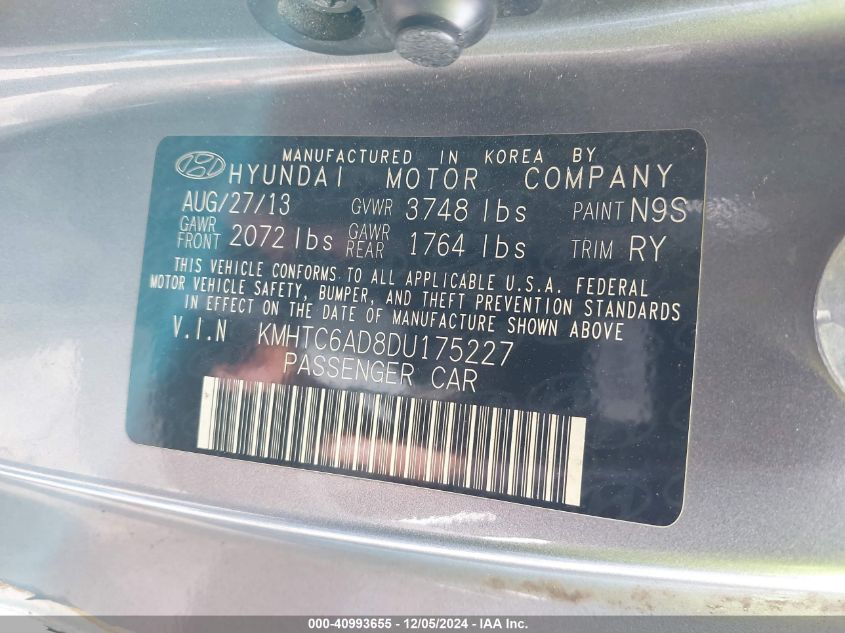 MANUFACTURED IN KOREA BY
HYUNDAI MOTOR COMPANY
AUG/27/13 GVWR 3748 lbs PAINT N9S
GAWR FRONT 2072 lbs GAWR REAR 1764 lbs TRIM RY
THIS VEHICLE CONFORMS TO ALL APPLICABLE U.S.A. FEDERAL
MOTOR VEHICLE SAFETY, BUMPER, AND THEFT PREVENTION STANDARDS
IN EFFECT ON THE DATE OF MANUFACTURE SHOWN ABOVE
V.I.N KMHTC6AD8DU175227
PASSENGER CAR
000-40993655 - 12/05/2024 - IAA Inc.